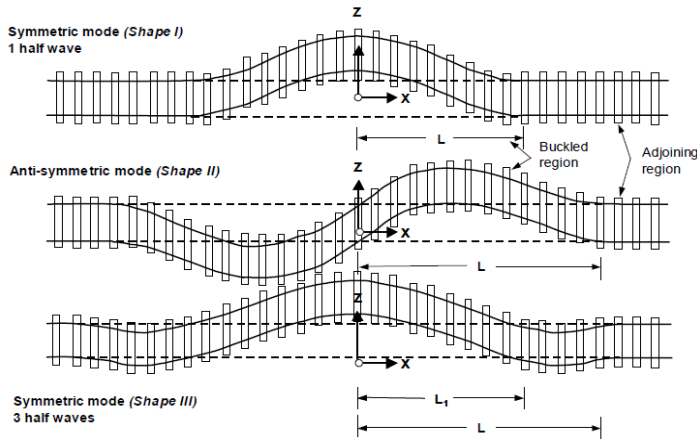 Symmetric mode (Shape I)
1 half wave
Z
X
L
Buckled
region
Adjoining
region
Anti-symmetric mode (Shape II)
Z
X
L
Z
X
Symmetric mode (Shape III)
3 half waves
L1
L